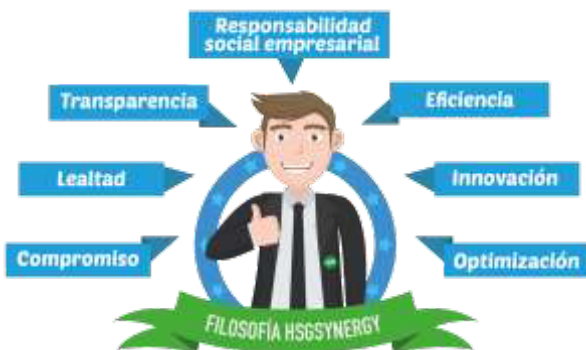 Responsabilidad
social empresarial
Transparencia
Eficiencia
Lealtad
Innovación
Compromiso
Optimización
FILOSOFÍA HSGSYNERGY